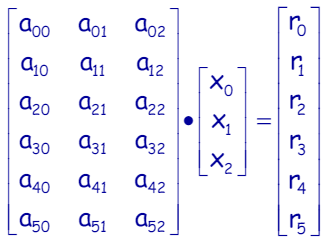 a₀₀ a₀₁ a₀₂ r₀
a₁₀ a₁₁ a₁₂ r₁
x₀
a₂₀ a₂₁ a₂₂ r₂
• x₁ =
a₃₀ a₃₁ a₃₂ r₃
x₂
a₄₀ a₄₁ a₄₂ r₄
a₅₀ a₅₁ a₅₂ r₅